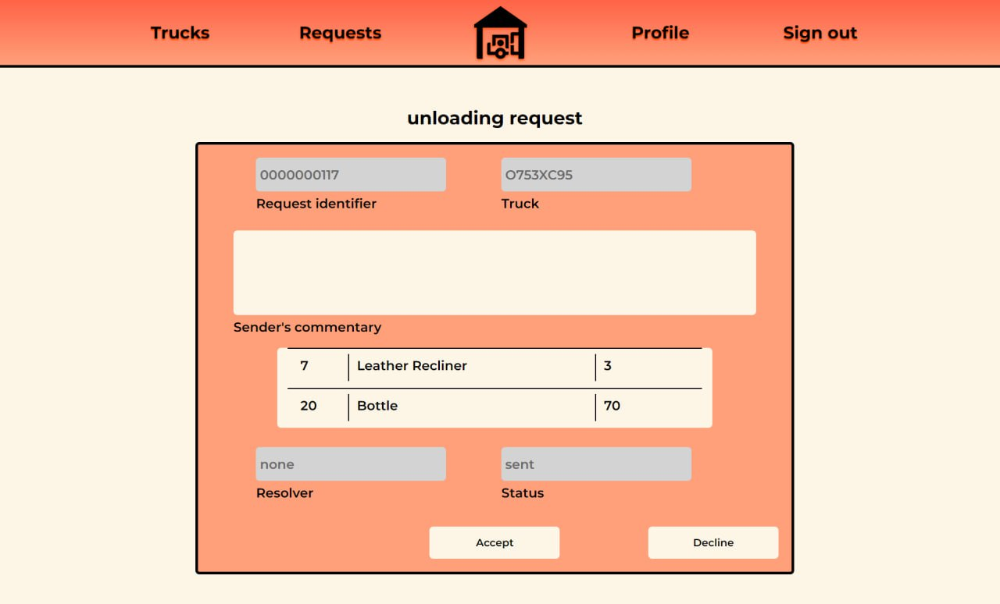 Trucks Requests Profile Sign out
unloading request
0000000117 O753XC95
Request identifier Truck
Sender's commentary
7 Leather Recliner 3
20 Bottle 70
none sent
Resolver Status
Accept Decline